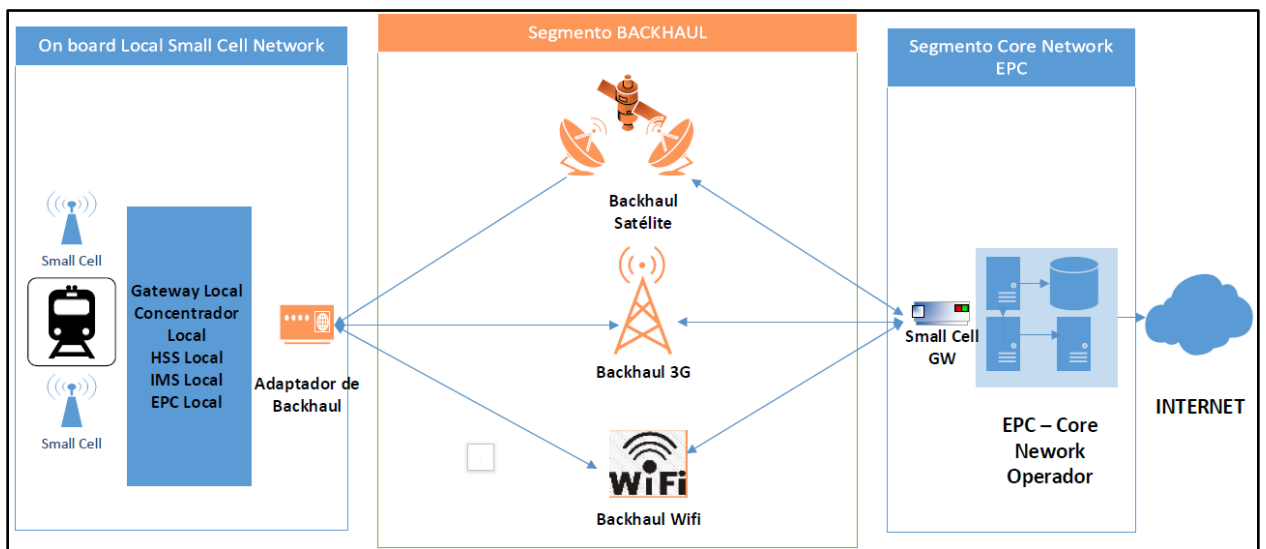 On board Local Small Cell Network
Small Cell
Small Cell
Gateway Local
Concentrador
Local
HSS Local
IMS Local
EPC Local
Adaptador de
Backhaul
Segmento BACKHAUL
Backhaul
Satélite
Backhaul 3G
WiFi
Backhaul Wifi
Segmento Core Network
EPC
Small Cell
GW
EPC – Core
Nework
Operador
INTERNET